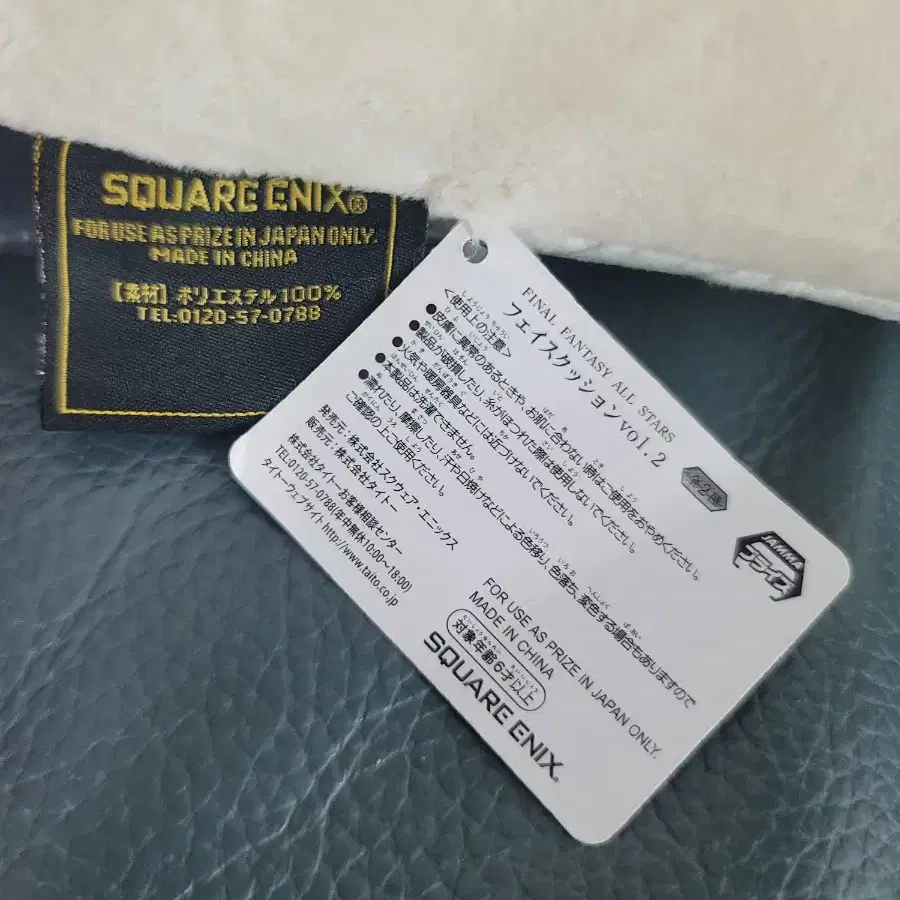 SQUARE ENIX®
FOR USE AS PRIZE IN JAPAN ONLY.
MADE IN CHINA
【素材】ポリエステル100%
TEL:0120-57-0788
FINAL FANTASY ALL STARS
フェイスクッションvol.2
全2種
JAMMA
プライズ
<使用上の注意>
●皮膚に異常のあるときや、お肌に合わない時はご使用をおやめください。
●製品が破損したり、糸がほつれた際は使用しないでください。
●火気や暖房器具などには近づけないでください。
●本製品は洗濯できません。
●濡れたり、摩擦したり、汗や日焼けなどによる色移り、色落ち、変色する場合もありますので
ご確認の上ご使用ください。
発売元:株式会社スクウェア・エニックス
販売元:株式会社タイトー
株式会社タイトーお客様相談センター
TEL.0120-57-0788(年中無休10:00~18:00)
タイトーウェブサイト http://www.taito.co.jp
FOR USE AS PRIZE IN JAPAN ONLY.
MADE IN CHINA
対象年齢6才以上
SQUARE ENIX®